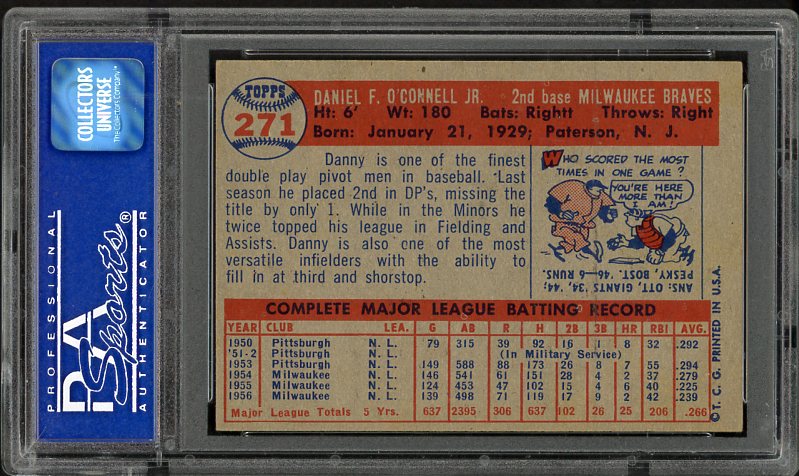 COLLECTORS
UNIVERSE
The Collectors Company™
PROFESSIONAL
PSA
Sports®
AUTHENTICATOR
TOPPS
271
DANIEL F. O'CONNELL JR. 2nd base MILWAUKEE BRAVES
Ht: 6' Wt: 180 Bats: Rightt Throws: Right
Born: January 21, 1929; Paterson, N. J.
Danny is one of the finest
double play pivot men in baseball. Last
season he placed 2nd in DP's, missing the
title by only 1. While in the Minors he
twice topped his league in Fielding and
Assists. Danny is also one of the most
versatile infielders with the ability to
fill in at third and shorstop.
WHO SCORED THE MOST
TIMES IN ONE GAME?
YOU'RE HERE
MORE THAN
I AM!
ANS: OTT, GIANTS '34, '44;
PESKY, BOST. '46-6 RUNS.
COMPLETE MAJOR LEAGUE BATTING RECORD
YEAR CLUB LEA. G AB R H 2B 3B HR RBI AVG.
1950 Pittsburgh N. L. 79 315 39 92 16 1 8 32 .292
'51-2 Pittsburgh N. L. (In Military Service)
1953 Pittsburgh N. L. 149 588 88 173 26 8 7 55 .294
1954 Milwaukee N. L. 146 541 61 151 28 4 2 37 .279
1955 Milwaukee N. L. 124 453 47 102 15 4 6 40 .225
1956 Milwaukee N. L. 139 498 71 119 17 9 2 42 .239
Major League Totals 5 Yrs. 637 2395 306 637 102 26 25 206 .266
© T. C. G. PRINTED IN U.S.A.